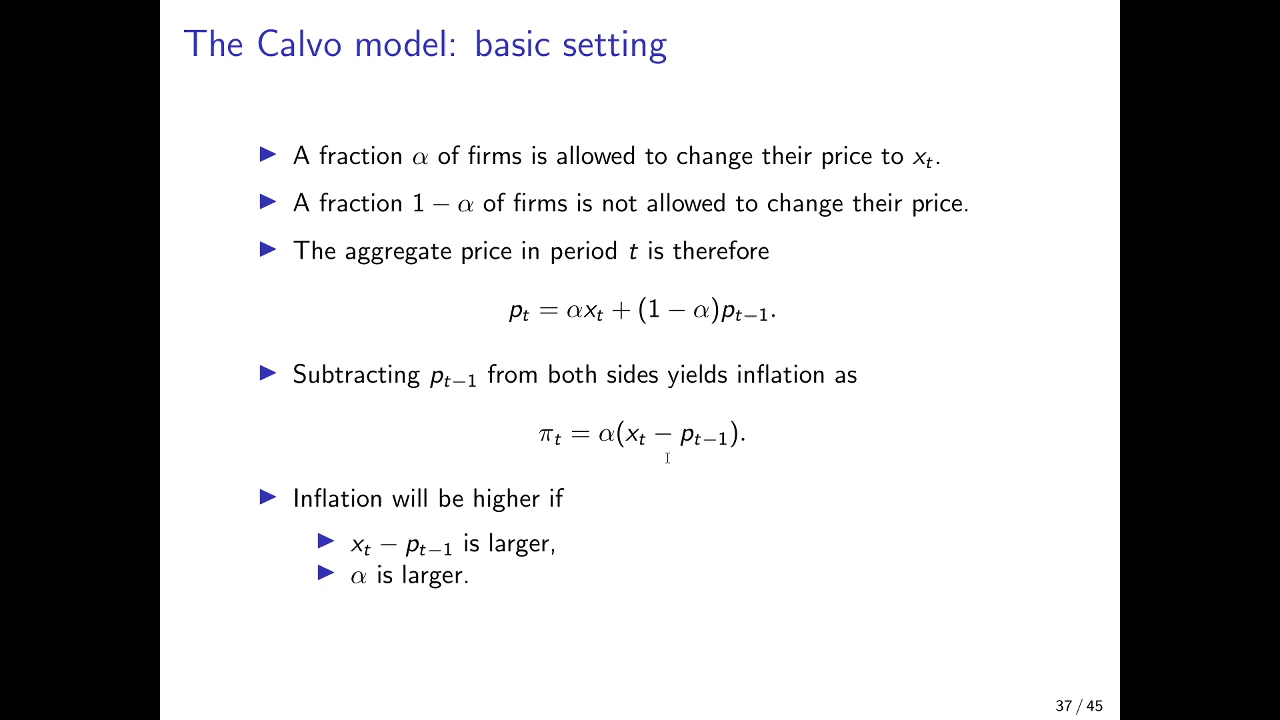 The Calvo model: basic setting
▶ A fraction α of firms is allowed to change their price to xₜ.
▶ A fraction 1 − α of firms is not allowed to change their price.
▶ The aggregate price in period t is therefore
pₜ = αxₜ + (1 − α)pₜ₋₁.
▶ Subtracting pₜ₋₁ from both sides yields inflation as
πₜ = α(xₜ − pₜ₋₁).
▶ Inflation will be higher if
▶ xₜ − pₜ₋₁ is larger,
▶ α is larger.
37 / 45